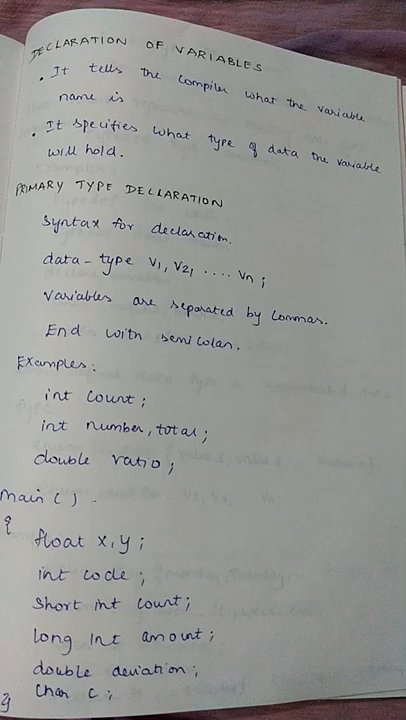 DECLARATION OF VARIABLES
. It tells the compiler what the variable
name is
. It specifies what type of data the variable
will hold.
PRIMARY TYPE DECLARATION
Syntax for declaration.
data-type V1, V2, .... Vn ;
Variables are separated by commas.
End with semicolan.
Examples:
int count ;
int number, total ;
double ratio ;
Main ( ) .
{
float x, y ;
int code ;
Short int count ;
long int amount ;
double deviation ;
Char c ;
}